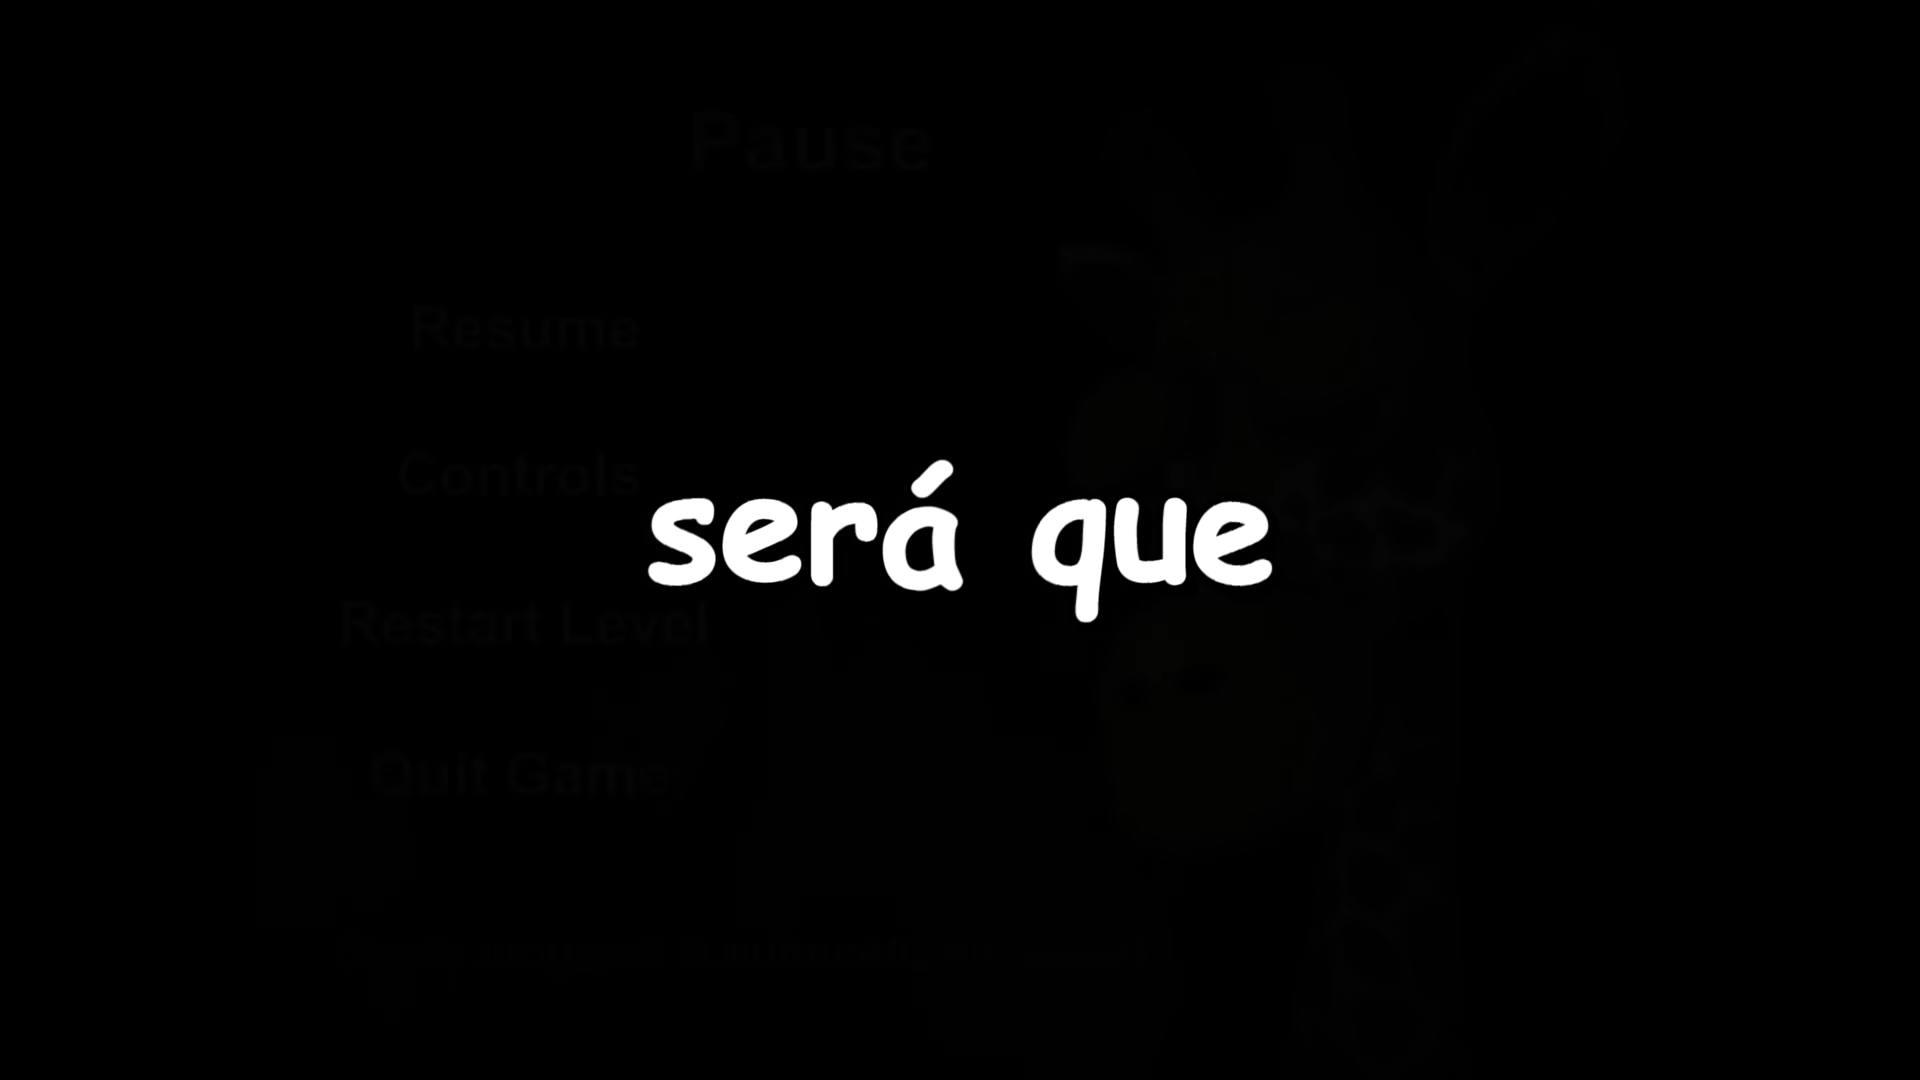 Pause
Resume
Controls
será que
Restart Level
Quit Game